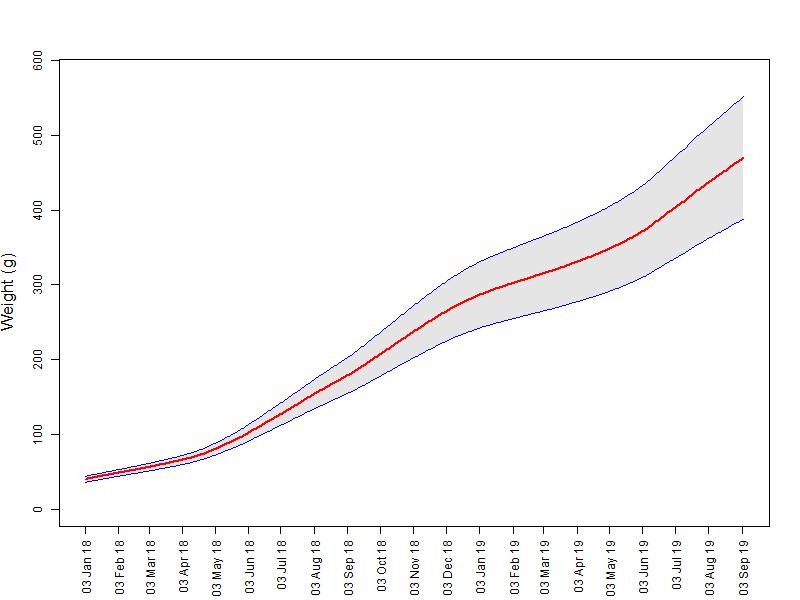 Weight (g)
600
500
400
300
200
100
0
03 Jan 18
03 Feb 18
03 Mar 18
03 Apr 18
03 May 18
03 Jun 18
03 Jul 18
03 Aug 18
03 Sep 18
03 Oct 18
03 Nov 18
03 Dec 18
03 Jan 19
03 Feb 19
03 Mar 19
03 Apr 19
03 May 19
03 Jun 19
03 Jul 19
03 Aug 19
03 Sep 19